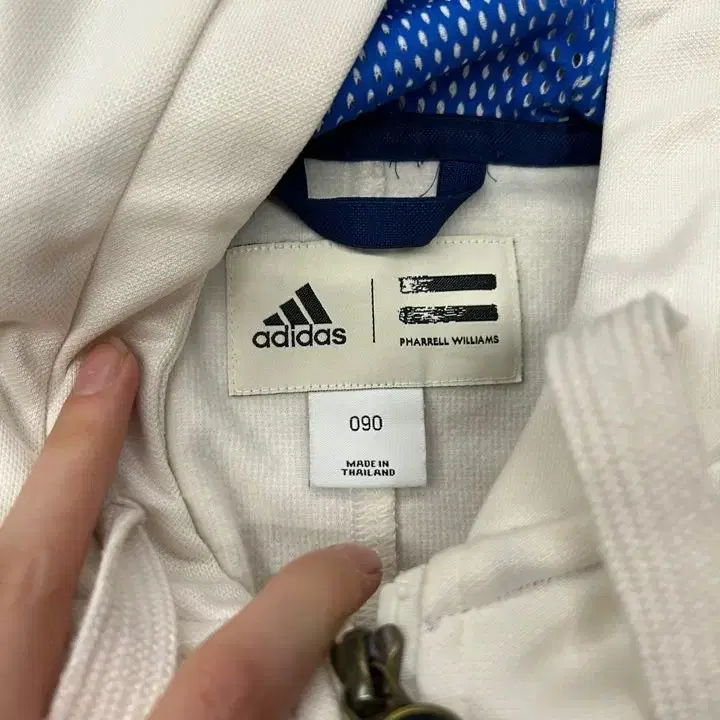 adidas
PHARRELL WILLIAMS
090
MADE IN
THAILAND